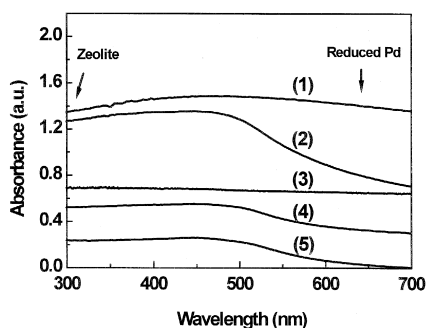 2.0
1.6
1.2
0.8
0.4
0.0
Absorbance (a.u.)
Zeolite
Reduced Pd
(1)
(2)
(3)
(4)
(5)
300 400 500 600 700
Wavelength (nm)